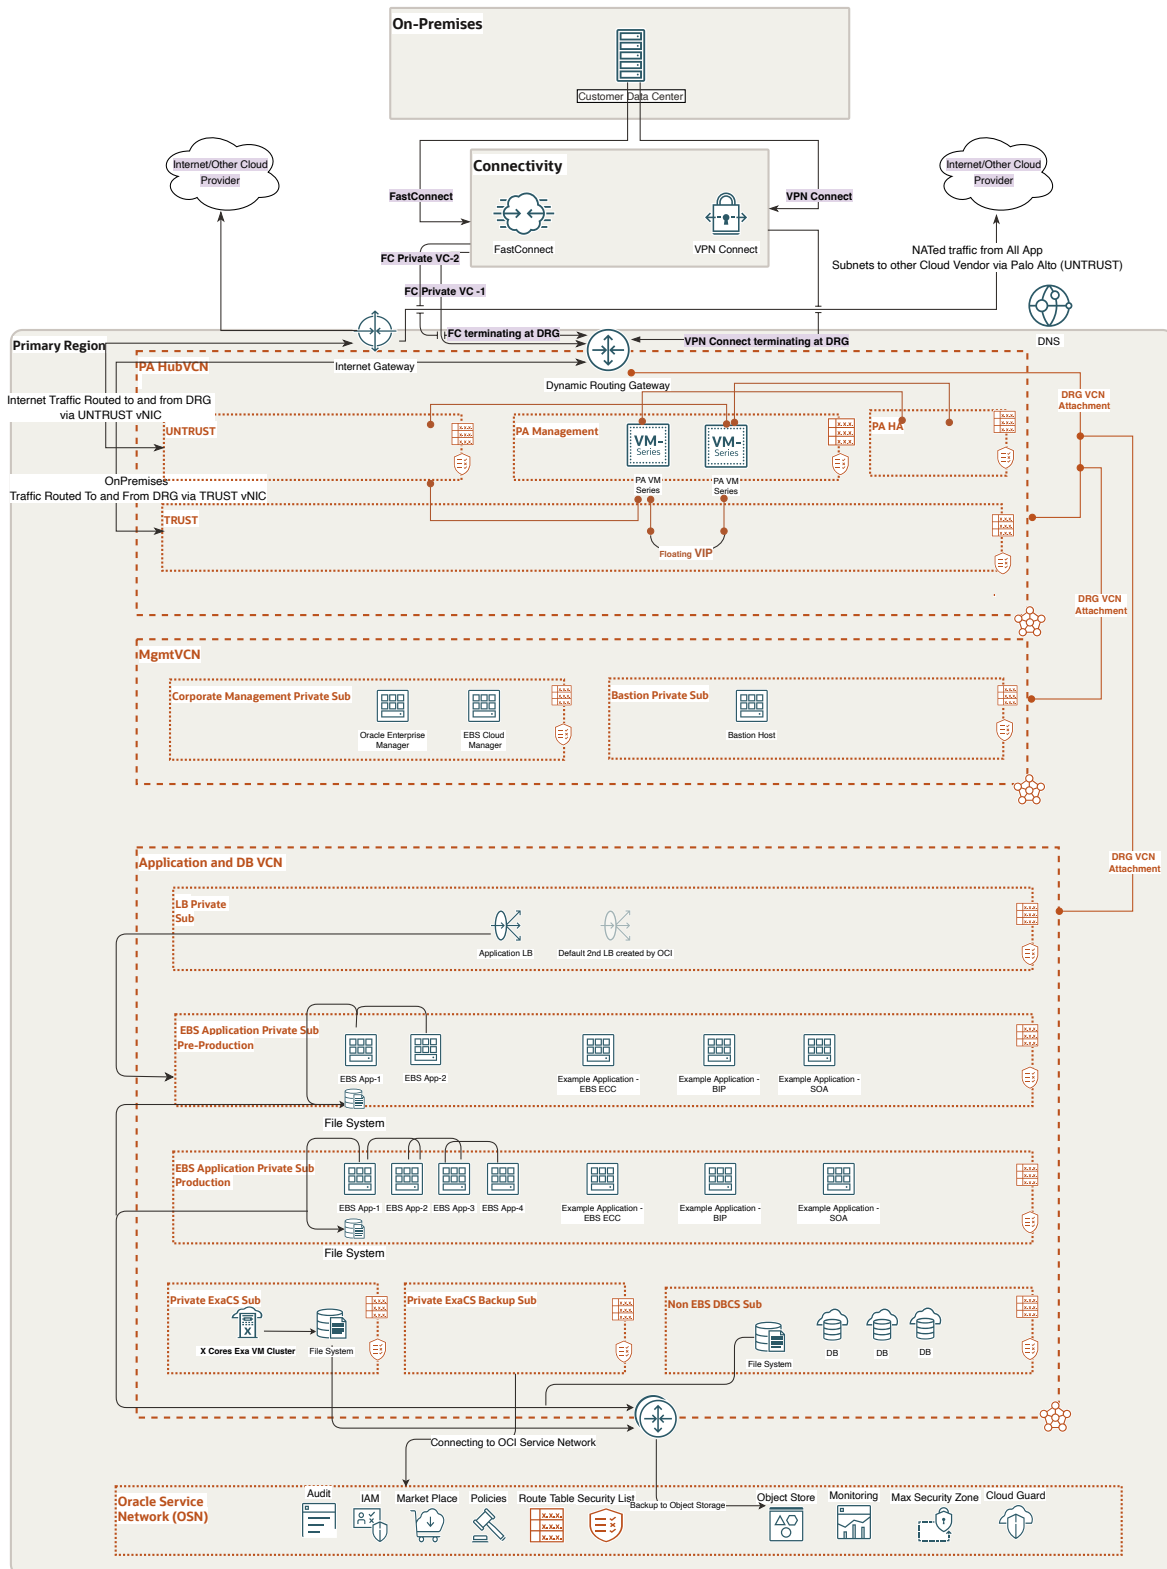 On-Premises
Customer Data Center
Internet/Other Cloud
Provider
Connectivity
Internet/Other Cloud
Provider
FastConnect
VPN Connect
FastConnect
VPN Connect
FC Private VC-2
NATed traffic from All App
Subnets to other Cloud Vendor via Palo Alto (UNTRUST)
FC Private VC -1
DNS
Primary Region
FC terminating at DRG
VPN Connect terminating at DRG
PA HubVCN
Internet Gateway
Dynamic Routing Gateway
DRG VCN
Attachment
Internet Traffic Routed to and from DRG
via UNTRUST vNIC
UNTRUST
PA Management
VM-
Series
VM-
Series
PA HA
PA VM
Series
PA VM
Series
OnPremises
Traffic Routed To and From DRG via TRUST vNIC
TRUST
Floating VIP
DRG VCN
Attachment
MgmtVCN
Corporate Management Private Sub
Oracle Enterprise
Manager
EBS Cloud
Manager
Bastion Private Sub
Bastion Host
Application and DB VCN
DRG VCN
Attachment
LB Private
Sub
Application LB
Default 2nd LB created by OCI
EBS Application Private Sub
Pre-Production
EBS App-1
EBS App-2
Example Application -
EBS ECC
Example Application -
BIP
Example Application -
SOA
File System
EBS Application Private Sub
Production
EBS App-1
EBS App-2
EBS App-3
EBS App-4
Example Application -
EBS ECC
Example Application -
BIP
Example Application -
SOA
File System
Private ExaCS Sub
X
X Cores Exa VM Cluster
File System
Private ExaCS Backup Sub
Non EBS DBCS Sub
File System
DB
DB
DB
Connecting to OCI Service Network
Oracle Service
Network (OSN)
Audit
IAM
Market Place
Policies
Route Table
Security List
Backup to Object Storage
Object Store
Monitoring
Max Security Zone
Cloud Guard